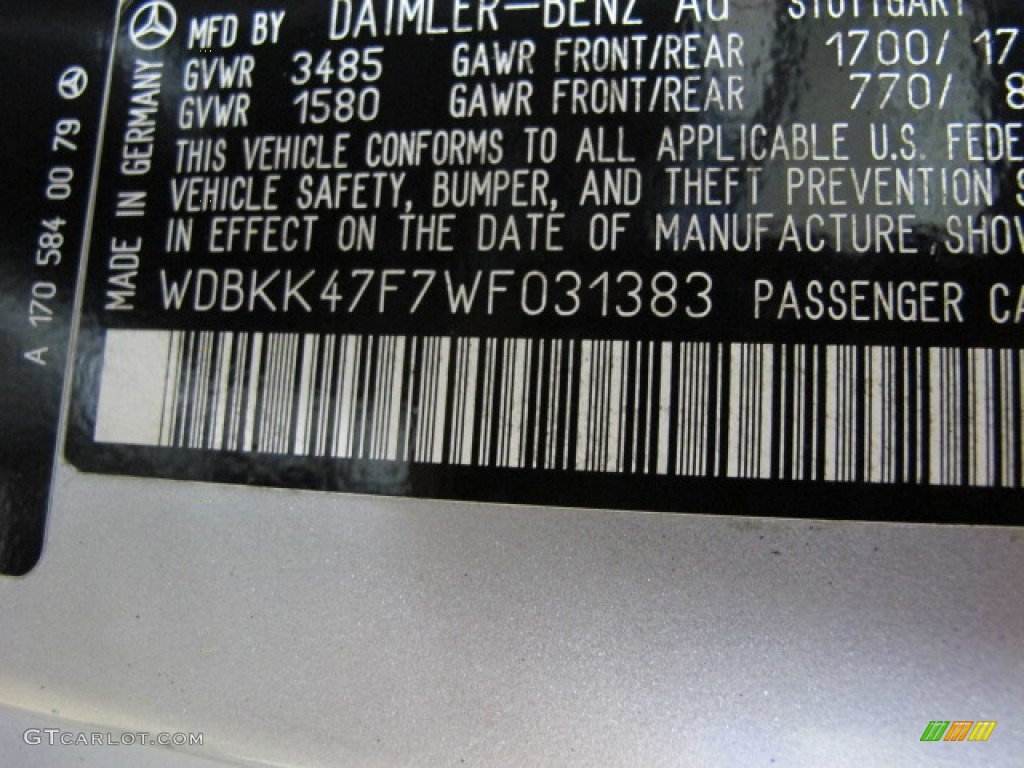 MFD BY DAIMLER-BENZ AG STUTTGART
GVWR 3485 GAWR FRONT/REAR 1700/ 17
GVWR 1580 GAWR FRONT/REAR 770/ 8
THIS VEHICLE CONFORMS TO ALL APPLICABLE U.S. FEDE
VEHICLE SAFETY, BUMPER, AND THEFT PREVENTION S
IN EFFECT ON THE DATE OF MANUFACTURE SHOW
WDBKK47F7WF031383 PASSENGER CA
MADE IN GERMANY
A 170 584 00 79
GTCARLOT.COM